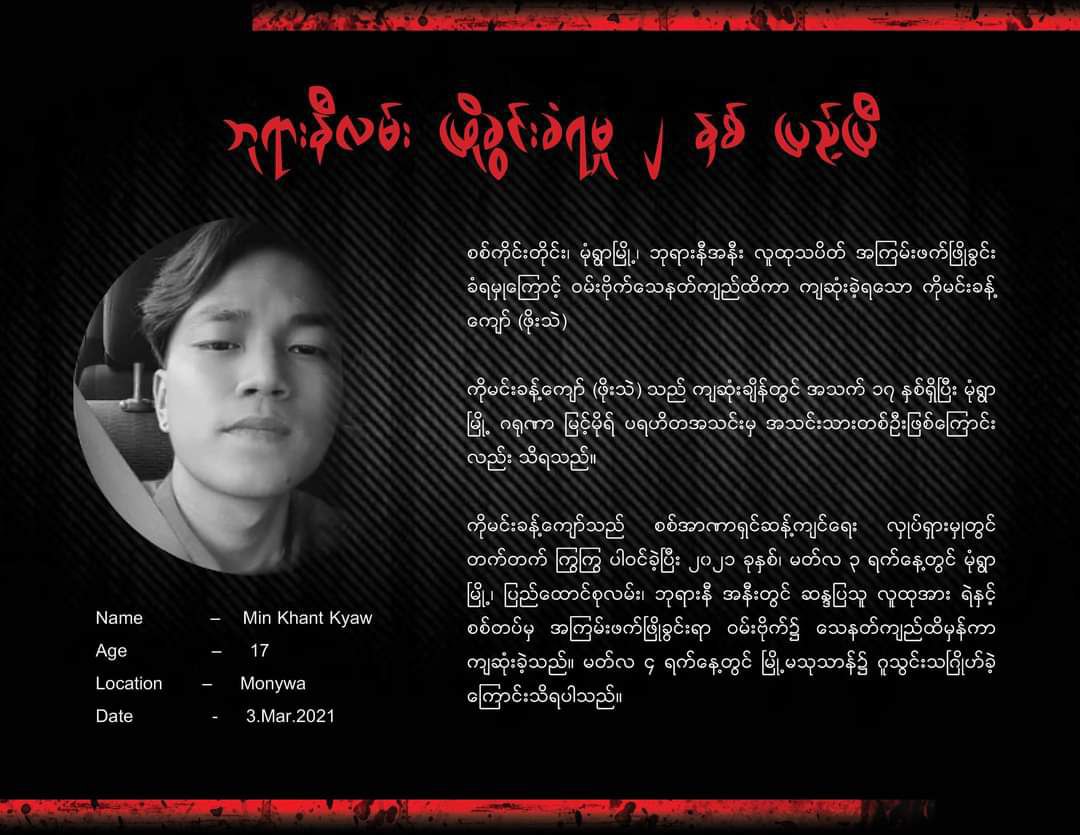 ဘုရားနီလမ်း ဖြိုခွင်းခံရမှု ၂ နှစ် ပြည့်ပြီ
စစ်ကိုင်းတိုင်း၊ မုံရွာမြို့၊ ဘုရားနီအနီး လူထုသပိတ် အကြမ်းဖက်ဖြိုခွင်း
ခံရမှုကြောင့် ဝမ်းဗိုက်သေနတ်ကျည်ထိကာ ကျဆုံးခဲ့ရသော ကိုမင်းခန့်
ကျော် (ဖိုးသဲ)
ကိုမင်းခန့်ကျော် (ဖိုးသဲ) သည် ကျဆုံးချိန်တွင် အသက် ၁၇ နှစ်ရှိပြီး မုံရွာ
မြို့ ဂရုဏာ မြင့်မိုရ် ပရဟိတအသင်းမှ အသင်းသားတစ်ဦးဖြစ်ကြောင်း
လည်း သိရသည်။
ကိုမင်းခန့်ကျော်သည် စစ်အာဏာရှင်ဆန့်ကျင်ရေး လှုပ်ရှားမှုတွင်
တက်တက် ကြွကြွ ပါဝင်ခဲ့ပြီး ၂၀၂၁ ခုနှစ်၊ မတ်လ ၃ ရက်နေ့တွင် မုံရွာ
မြို့၊ ပြည်ထောင်စုလမ်း၊ ဘုရားနီ အနီးတွင် ဆန္ဒပြသူ လူထုအား ရဲနှင့်
စစ်တပ်မှ အကြမ်းဖက်ဖြိုခွင်းရာ ဝမ်းဗိုက်၌ သေနတ်ကျည်ထိမှန်ကာ
ကျဆုံးခဲ့သည်။ မတ်လ ၄ ရက်နေ့တွင် မြို့မသုသာန်၌ ဂူသွင်းသဂြိုဟ်ခဲ့
ကြောင်းသိရပါသည်။
Name – Min Khant Kyaw
Age – 17
Location – Monywa
Date - 3.Mar.2021